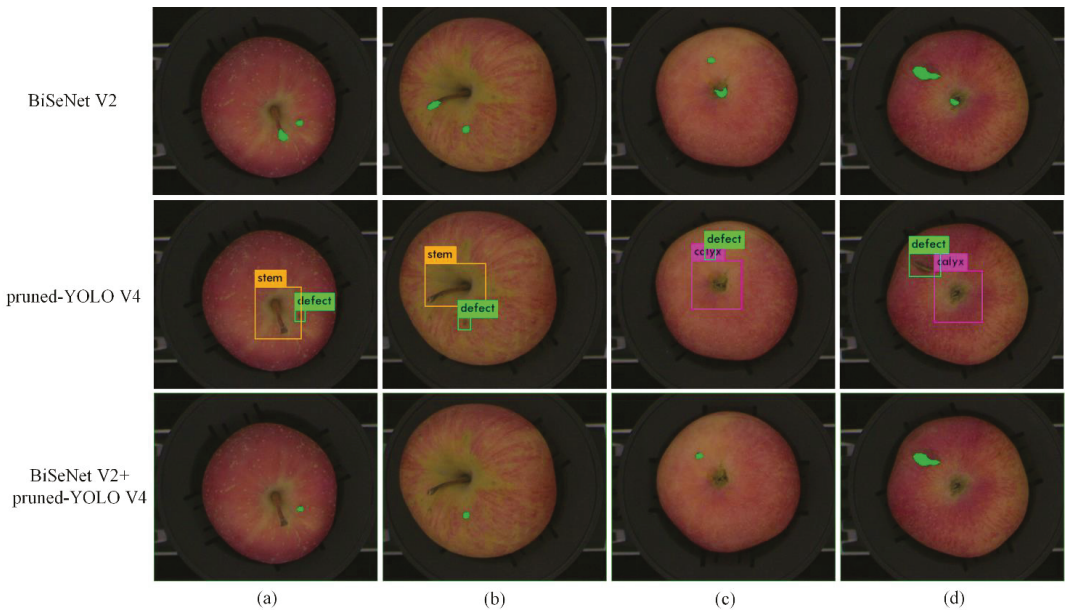 BiSeNet V2
pruned-YOLO V4
stem
defect
stem
defect
defect
calyx
defect
calyx
BiSeNet V2+
pruned-YOLO V4
(a)
(b)
(c)
(d)